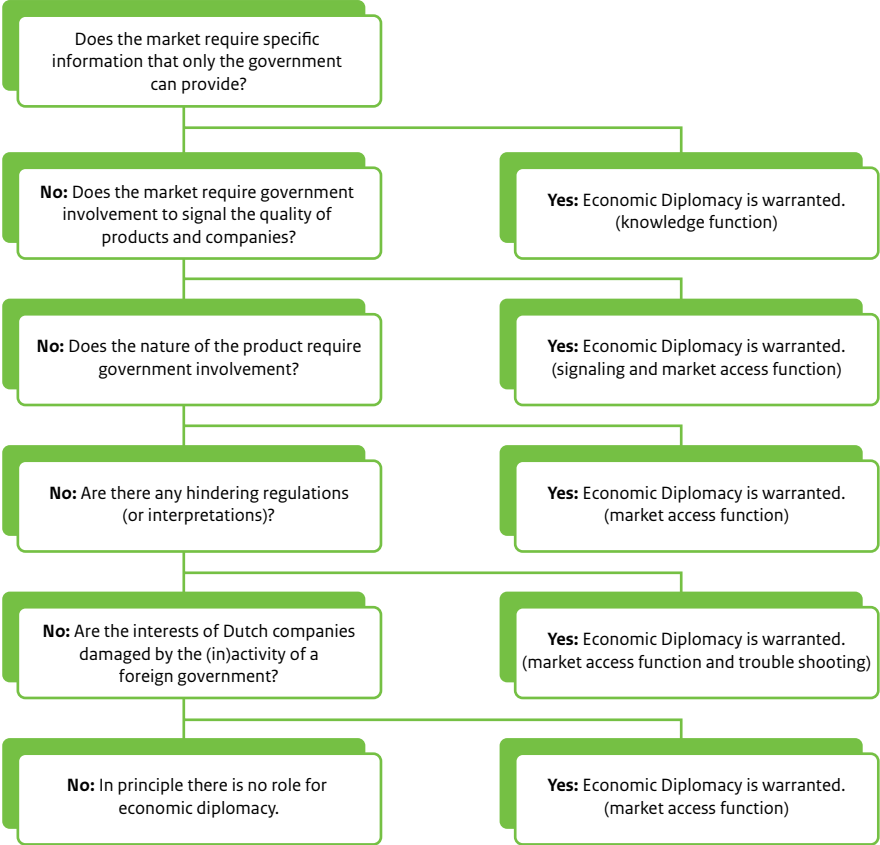 Does the market require specific
information that only the government
can provide?
No: Does the market require government
involvement to signal the quality of
products and companies?
Yes: Economic Diplomacy is warranted.
(knowledge function)
No: Does the nature of the product require
government involvement?
Yes: Economic Diplomacy is warranted.
(signaling and market access function)
No: Are there any hindering regulations
(or interpretations)?
Yes: Economic Diplomacy is warranted.
(market access function)
No: Are the interests of Dutch companies
damaged by the (in)activity of a
foreign government?
Yes: Economic Diplomacy is warranted.
(market access function and trouble shooting)
No: In principle there is no role for
economic diplomacy.
Yes: Economic Diplomacy is warranted.
(market access function)